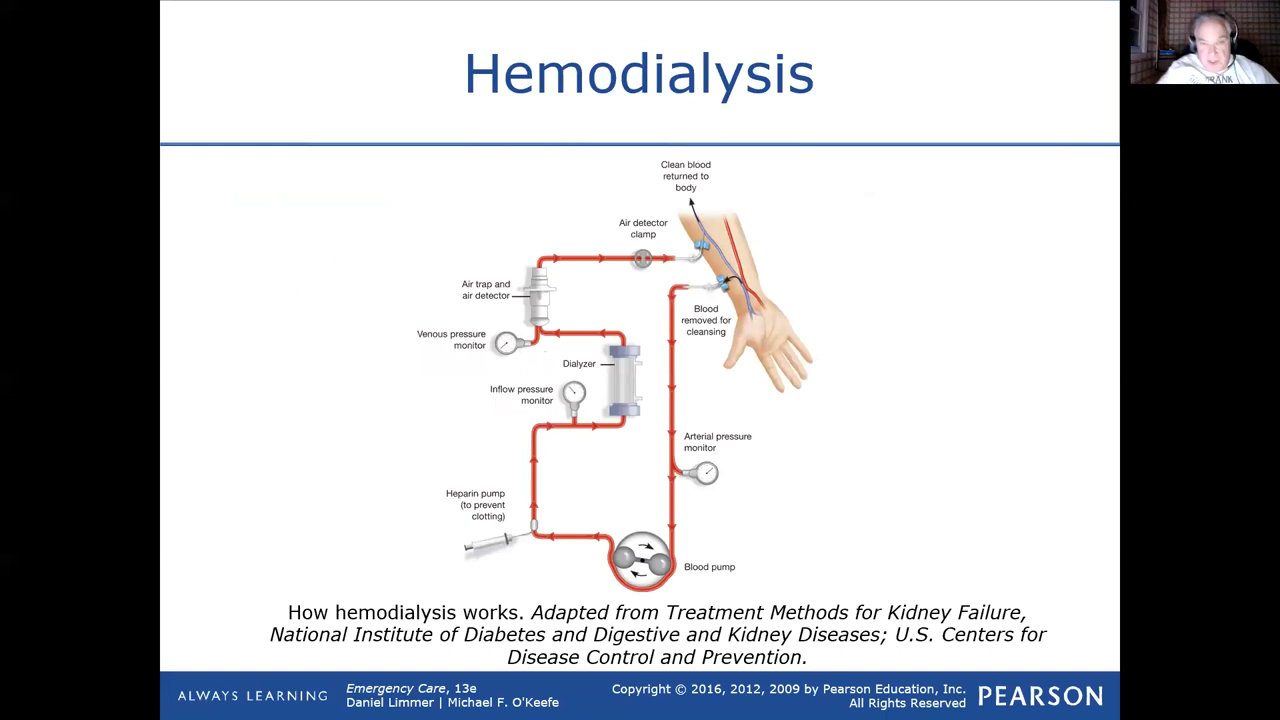 Hemodialysis
Clean blood
returned to
body
Air detector
clamp
Air trap and
air detector
Blood
removed for
cleansing
Venous pressure
monitor
Dialyzer
Inflow pressure
monitor
Arterial pressure
monitor
Heparin pump
(to prevent
clotting)
Blood pump
How hemodialysis works. Adapted from Treatment Methods for Kidney Failure,
National Institute of Diabetes and Digestive and Kidney Diseases; U.S. Centers for
Disease Control and Prevention.
ALWAYS LEARNING
Emergency Care, 13e
Daniel Limmer | Michael F. O'Keefe
Copyright © 2016, 2012, 2009 by Pearson Education, Inc.
All Rights Reserved
PEARSON